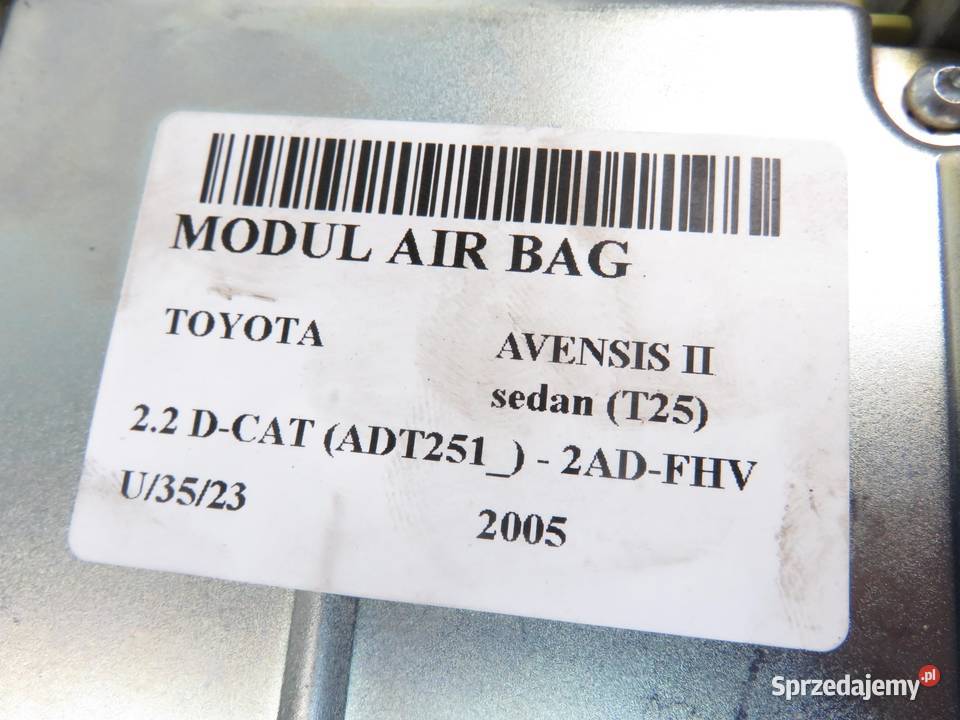 MODUL AIR BAG
TOYOTA AVENSIS II
sedan (T25)
2.2 D-CAT (ADT251_) - 2AD-FHV
U/35/23 2005
Sprzedajemy.pl